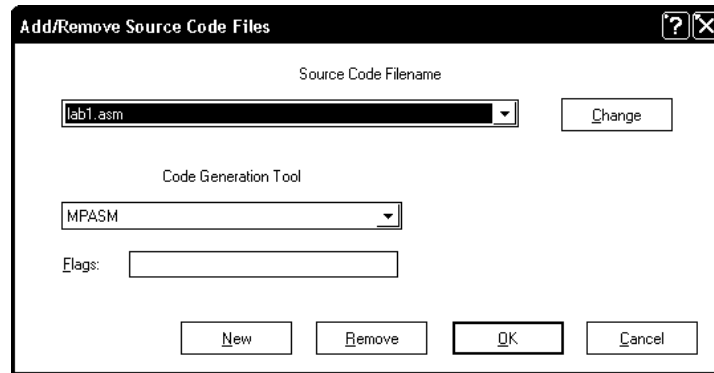 Add/Remove Source Code Files
Source Code Filename
lab1.asm
Change
Code Generation Tool
MPASM
Flags:
New
Remove
OK
Cancel